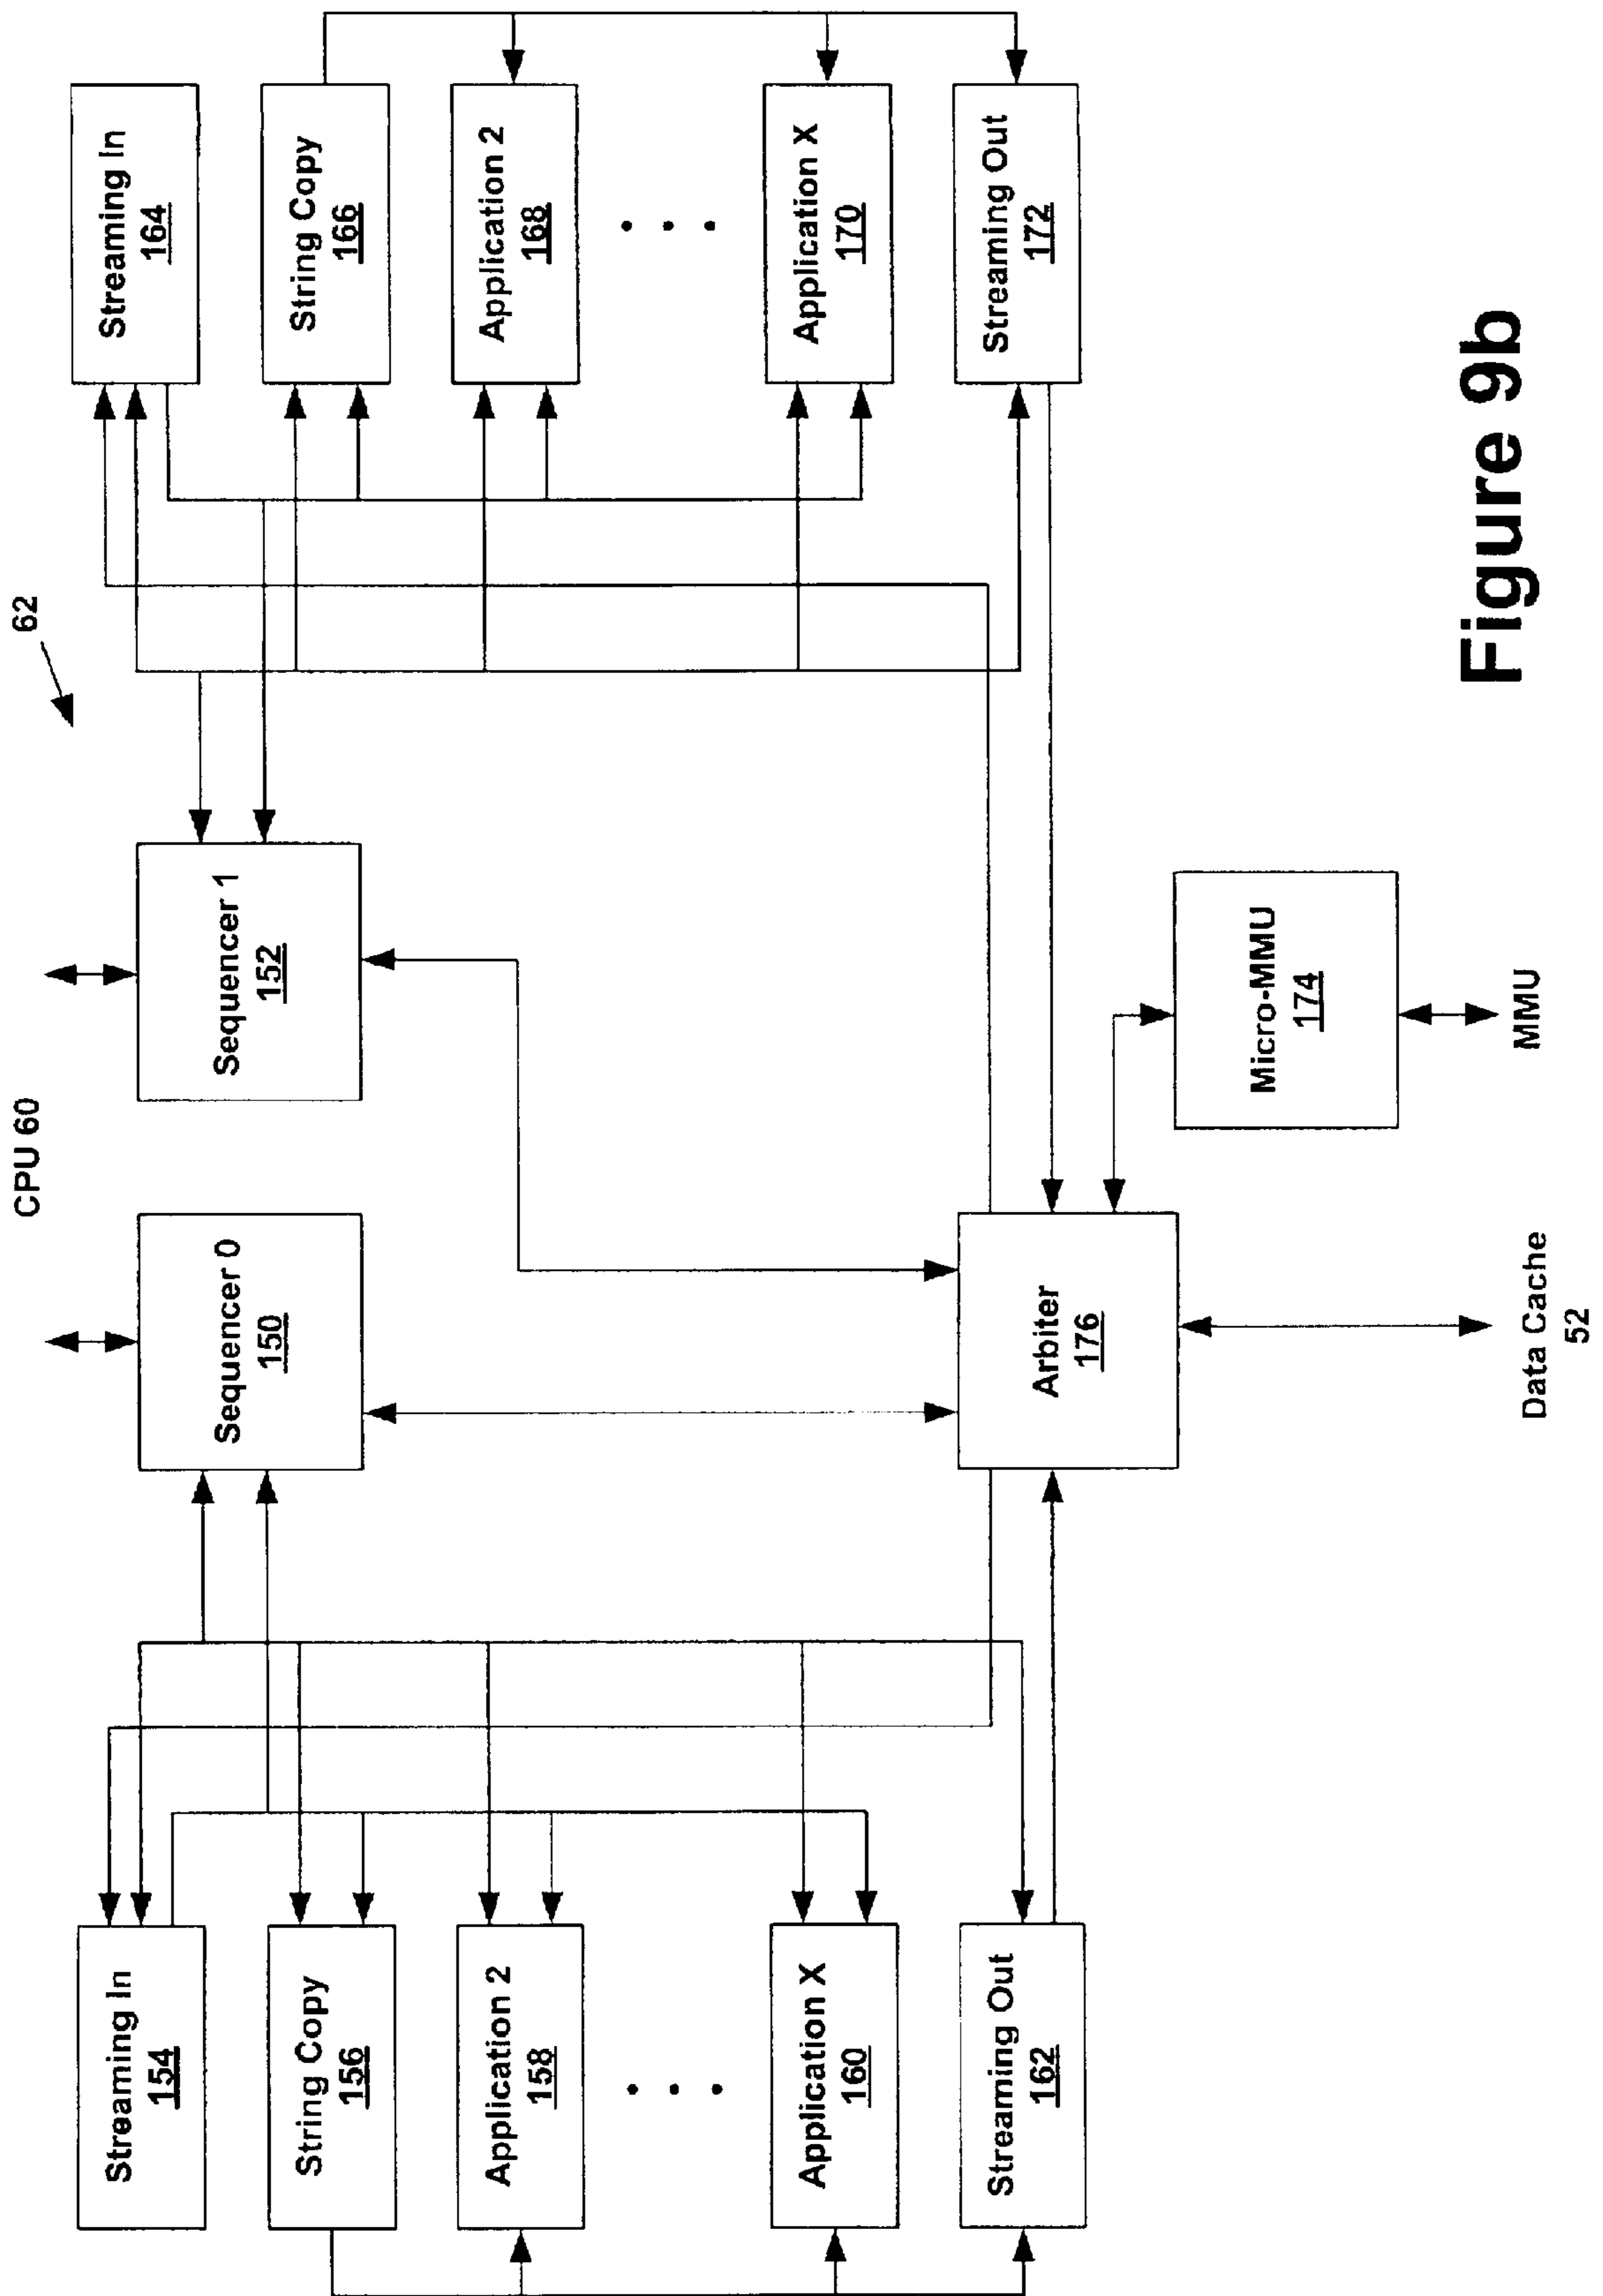 CPU 60
62
Streaming In
154
Sequencer 0
150
Sequencer 1
152
Streaming In
164
String Copy
156
String Copy
166
Application 2
158
Application 2
168
. . .
. . .
Application X
160
Application X
170
Streaming Out
162
Arbiter
176
Streaming Out
172
Micro-MMU
174
Data Cache
52
MMU
Figure 9b